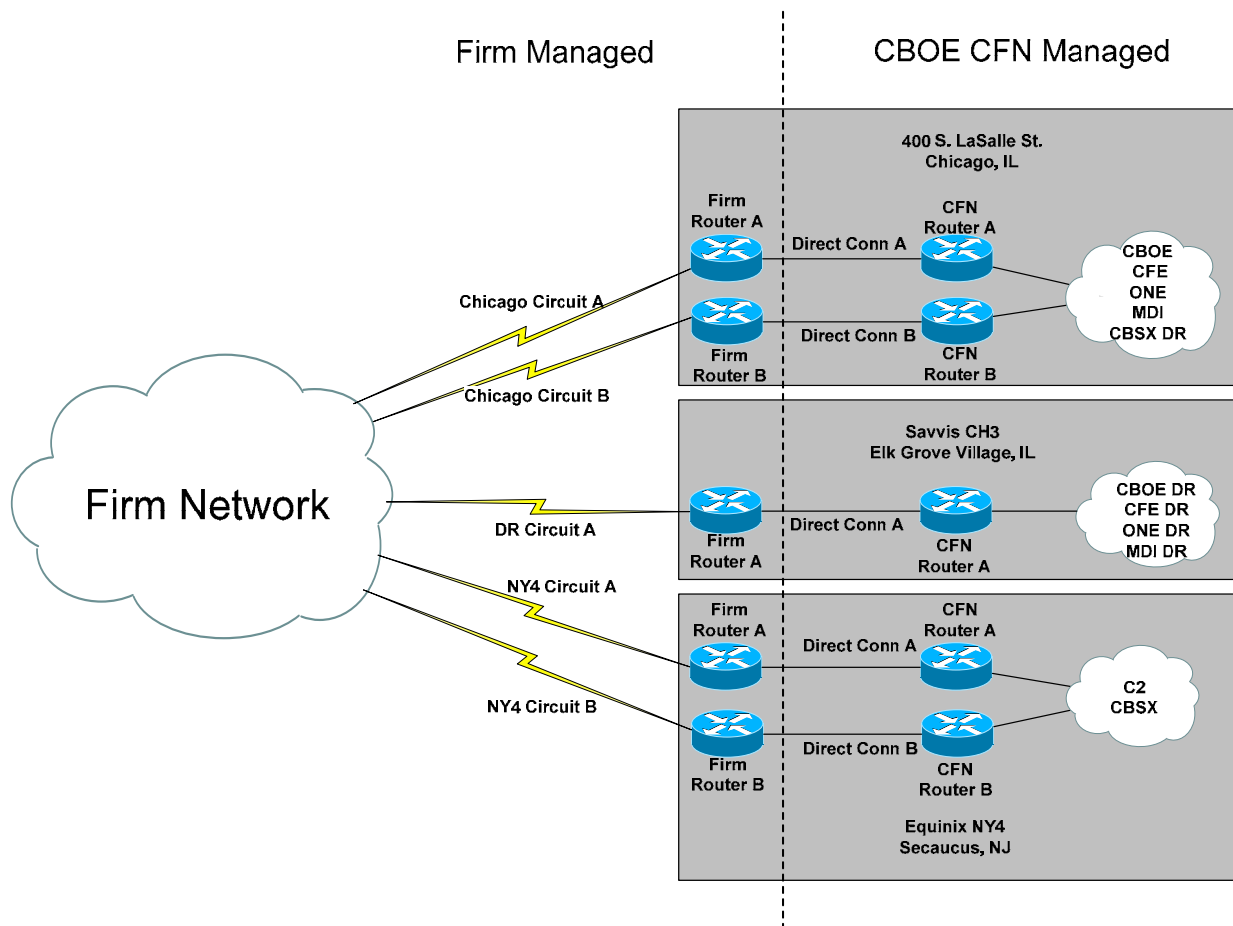 Firm Managed
CBOE CFN Managed
400 S. LaSalle St.
Chicago, IL
Firm
Router A
CFN
Router A
Direct Conn A
Chicago Circuit A
CBOE
CFE
ONE
MDI
CBSX DR
Direct Conn B
Firm
Router B
CFN
Router B
Chicago Circuit B
Firm Network
Savvis CH3
Elk Grove Village, IL
DR Circuit A
Direct Conn A
Firm
Router A
CFN
Router A
CBOE DR
CFE DR
ONE DR
MDI DR
NY4 Circuit A
Firm
Router A
CFN
Router A
Direct Conn A
C2
CBSX
NY4 Circuit B
Direct Conn B
Firm
Router B
CFN
Router B
Equinix NY4
Secaucus, NJ